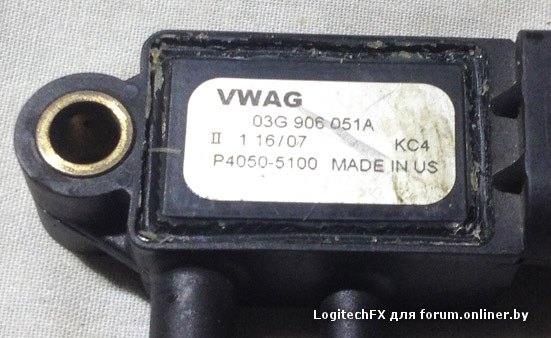 VWAG
03G 906 051A
II 1 16/07 KC4
P4050-5100 MADE IN US
LogitechFX для forum.onliner.by